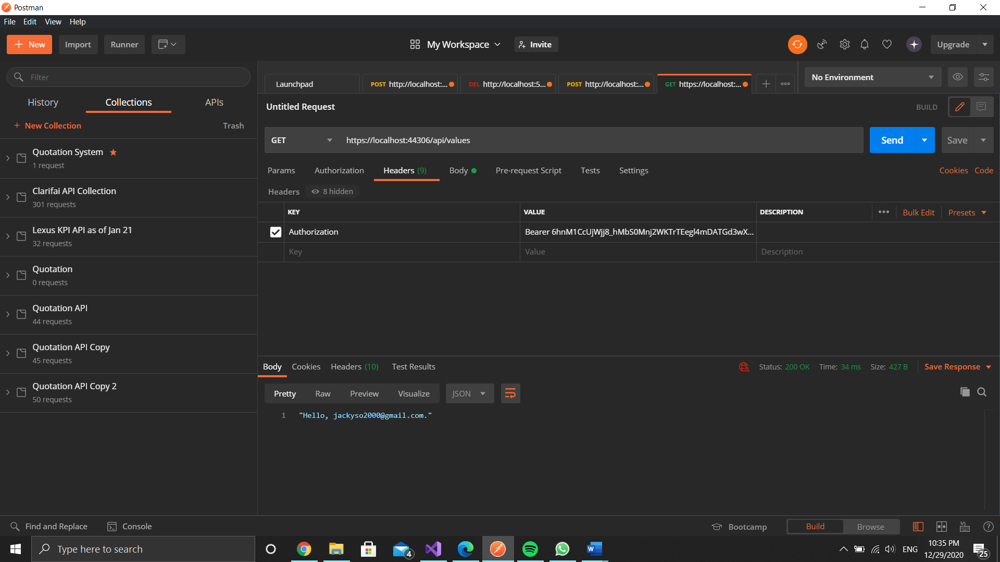 Postman
File Edit View Help
New Import Runner My Workspace Invite Upgrade
Filter
History Collections APIs
New Collection Trash
Quotation System
1 request
Clarifai API Collection
301 requests
Lexus KPI API as of Jan 21
32 requests
Quotation
0 requests
Quotation API
44 requests
Quotation API Copy
45 requests
Quotation API Copy 2
50 requests
Launchpad POST http://localhost:... DEL http://localhost:5... POST http://localhost:... GET https://localhost:...
No Environment
Untitled Request BUILD
GET https://localhost:44306/api/values Send Save
Params Authorization Headers (9) Body Pre-request Script Tests Settings Cookies Code
Headers 8 hidden
KEY VALUE DESCRIPTION ••• Bulk Edit Presets
Authorization Bearer 6hnM1CcUjWjj8_hMbS0Mnj2WKTrTEegl4mDATGd3wX...
Key Value Description
Body Cookies Headers (10) Test Results Status: 200 OK Time: 34 ms Size: 427 B Save Response
Pretty Raw Preview Visualize JSON
1 "Hello, jackyso2000@gmail.com."
Find and Replace Console Bootcamp Build Browse
Type here to search 4 ENG 10:35 PM
12/29/2020 25